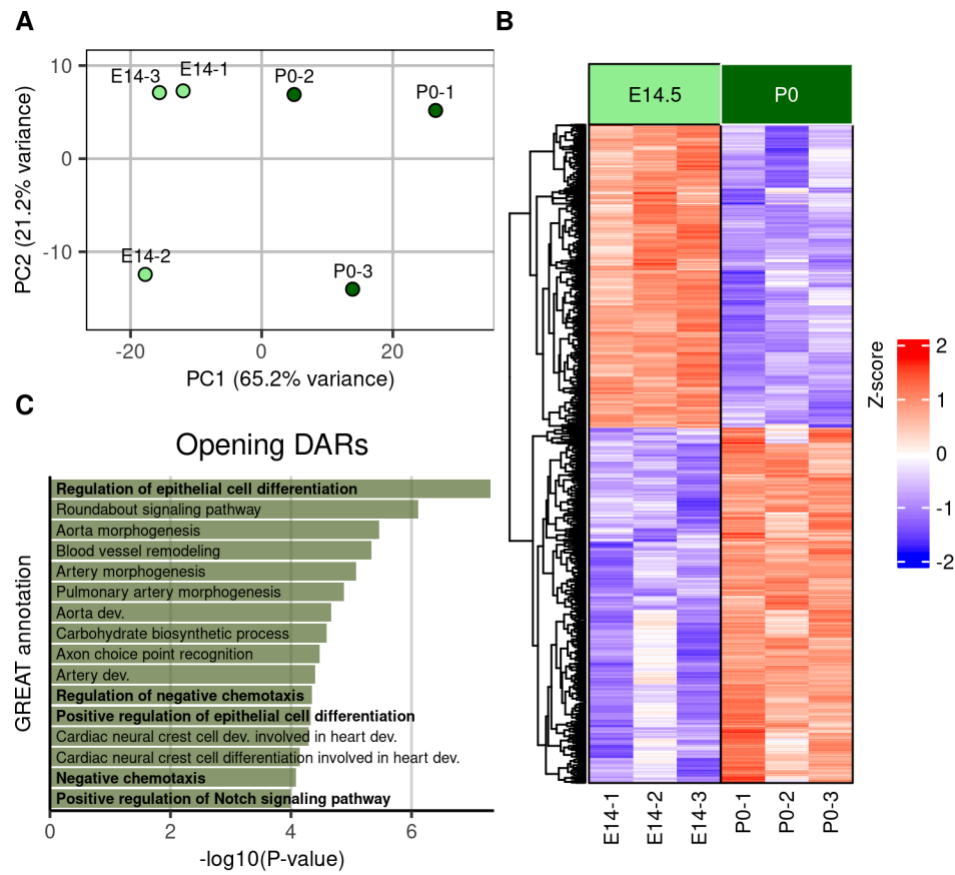 A
PC2 (21.2% variance)
10
0
-10
E14-3
E14-1
P0-2
P0-1
E14-2
P0-3
-20
0
20
PC1 (65.2% variance)
B
E14.5
P0
Z-score
2
1
0
-1
-2
E14-1
E14-2
E14-3
P0-1
P0-2
P0-3
C
Opening DARs
GREAT annotation
Regulation of epithelial cell differentiation
Roundabout signaling pathway
Aorta morphogenesis
Blood vessel remodeling
Artery morphogenesis
Pulmonary artery morphogenesis
Aorta dev.
Carbohydrate biosynthetic process
Axon choice point recognition
Artery dev.
Regulation of negative chemotaxis
Positive regulation of epithelial cell differentiation
Cardiac neural crest cell dev. involved in heart dev.
Cardiac neural crest cell differentiation involved in heart dev.
Negative chemotaxis
Positive regulation of Notch signaling pathway
0
2
4
6
-log10(P-value)